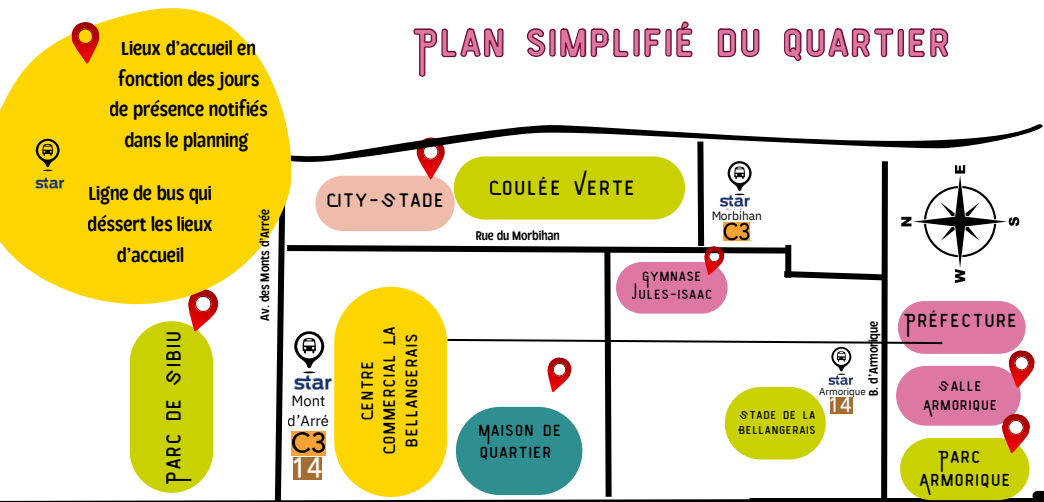 PLAN SIMPLIFIÉ DU QUARTIER
Lieux d'accueil en
fonction des jours
de présence notifiés
dans le planning
star
Ligne de bus qui
déssert les lieux
d'accueil
Av. des Monts d'Arrée
CITY-STADE
COULÉE VERTE
Rue du Morbihan
star
Morbihan
C3
E
N
S
W
GYMNASE
JULES-ISAAC
PRÉFECTURE
PARC DE SIBIU
star
Mont
d'Arré
C3
14
CENTRE
COMMERCIAL LA
BELLANGERAIS
MAISON DE
QUARTIER
STADE DE LA
BELLANGERAIS
star
Armorique
14
B. d'Armorique
SALLE
ARMORIQUE
PARC
ARMORIQUE